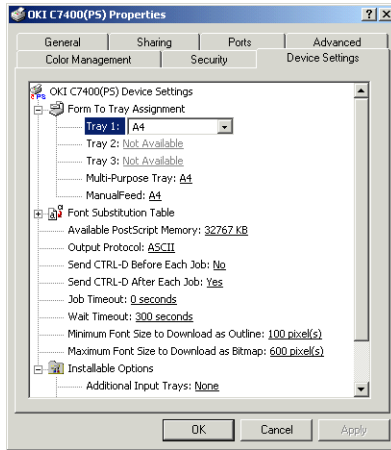 OKI C7400(PS) Properties
General Sharing Ports Advanced
Color Management Security Device Settings
OKI C7400(PS) Device Settings
Form To Tray Assignment
Tray 1: A4
Tray 2: Not Available
Tray 3: Not Available
Multi-Purpose Tray: A4
ManualFeed: A4
Font Substitution Table
Available PostScript Memory: 32767 KB
Output Protocol: ASCII
Send CTRL-D Before Each Job: No
Send CTRL-D After Each Job: Yes
Job Timeout: 0 seconds
Wait Timeout: 300 seconds
Minimum Font Size to Download as Outline: 100 pixel(s)
Maximum Font Size to Download as Bitmap: 600 pixel(s)
Installable Options
Additional Input Trays: None
OK Cancel Apply